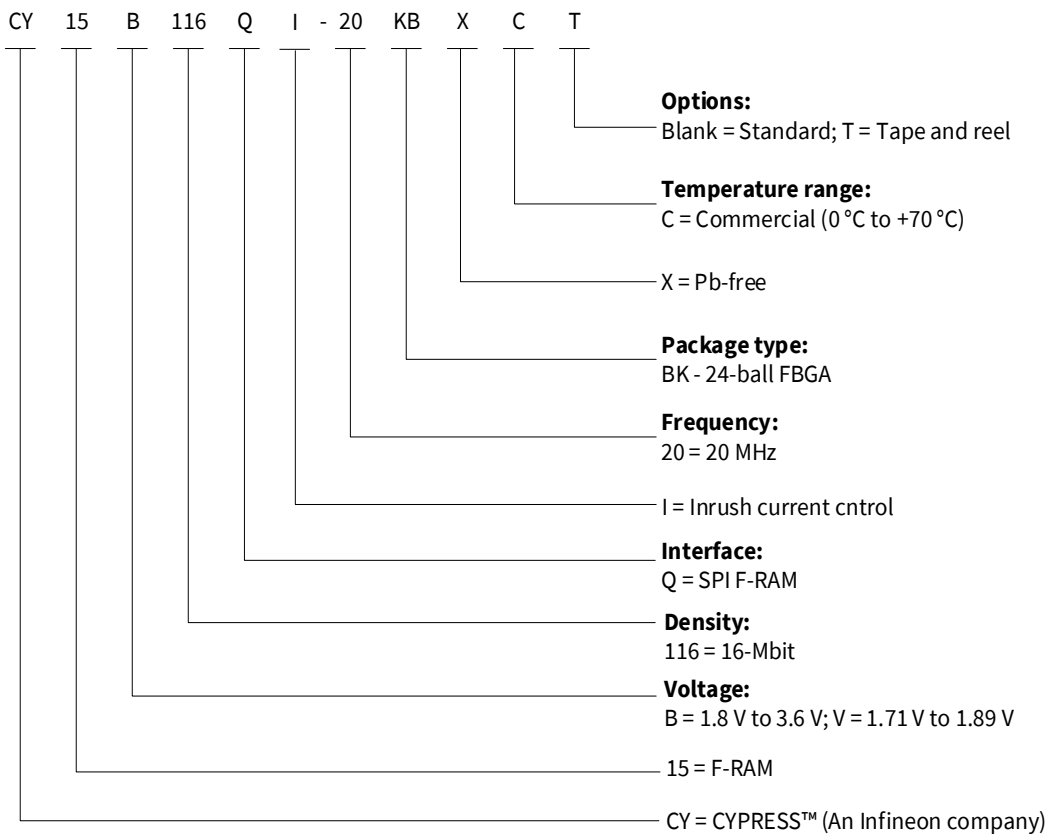 CY 15 B 116 Q I - 20 KB X C T
Options:
Blank = Standard; T = Tape and reel
Temperature range:
C = Commercial (0 °C to +70 °C)
X = Pb-free
Package type:
BK - 24-ball FBGA
Frequency:
20 = 20 MHz
I = Inrush current cntrol
Interface:
Q = SPI F-RAM
Density:
116 = 16-Mbit
Voltage:
B = 1.8 V to 3.6 V; V = 1.71 V to 1.89 V
15 = F-RAM
CY = CYPRESS™ (An Infineon company)